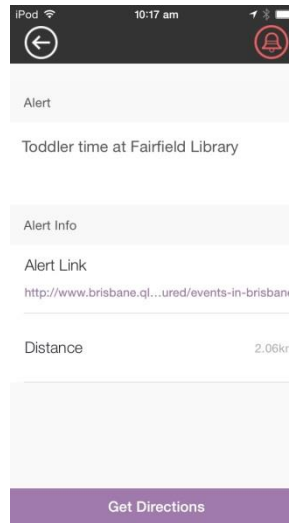 iPod 10:17 am
Alert
Toddler time at Fairfield Library
Alert Info
Alert Link
http://www.brisbane.ql...ured/events-in-brisbane
Distance 2.06km
Get Directions